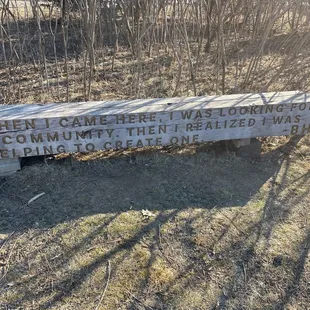 HEN I CAME HERE, I WAS LOOKING FO
COMMUNITY. THEN I REALIZED I WAS
ELPING TO CREATE ONE